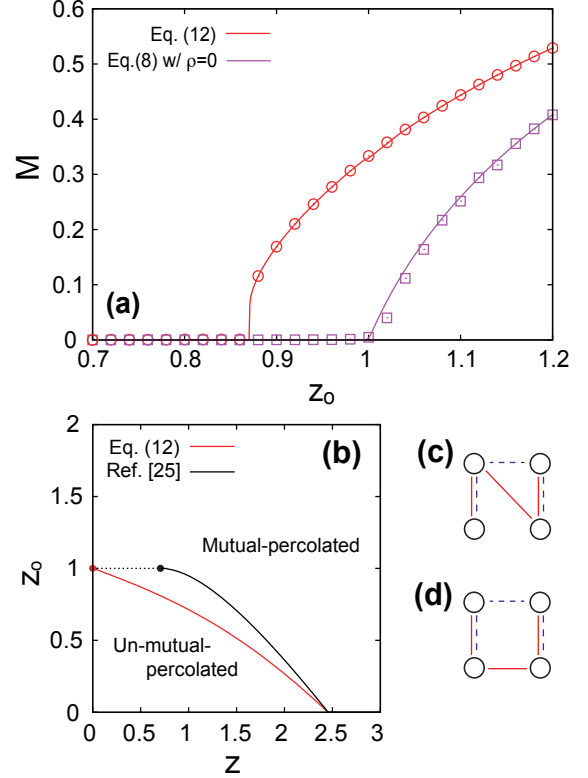 0.6
0.5
0.4
0.3
0.2
0.1
0
M
Eq. (12)
Eq.(8) w/ ρ=0
(a)
0.7 0.8 0.9 1 1.1 1.2
z₀
2
1.5
1
0.5
0
z₀
Eq. (12)
Ref. [25]
(b)
Mutual-percolated
Un-mutual-
percolated
0 0.5 1 1.5 2 2.5 3
z
(c)
(d)